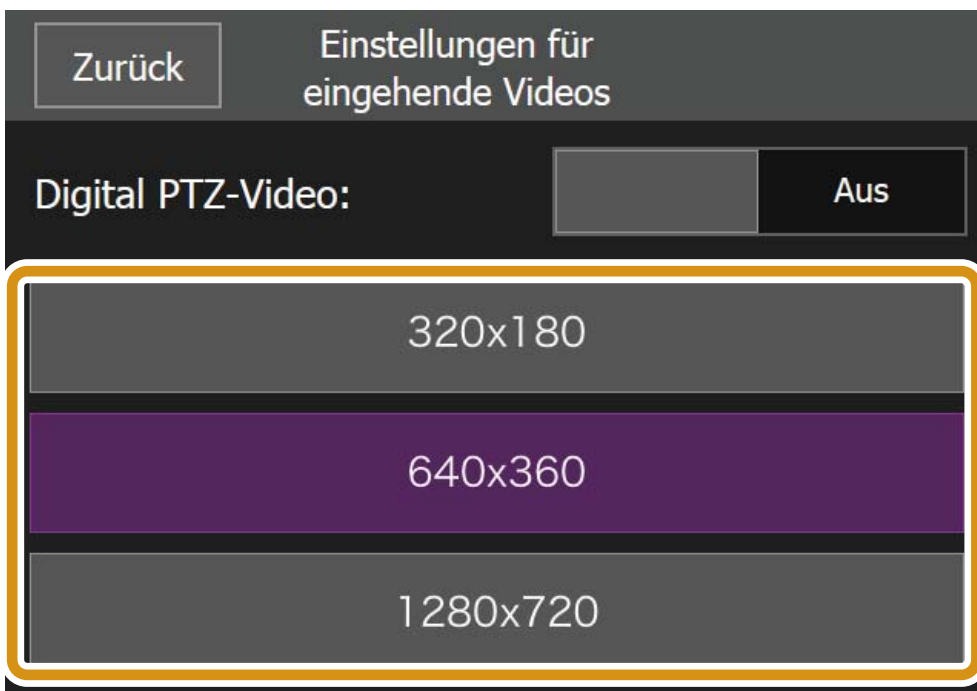 Zurück
Einstellungen für
eingehende Videos
Digital PTZ-Video:
Aus
320x180
640x360
1280x720